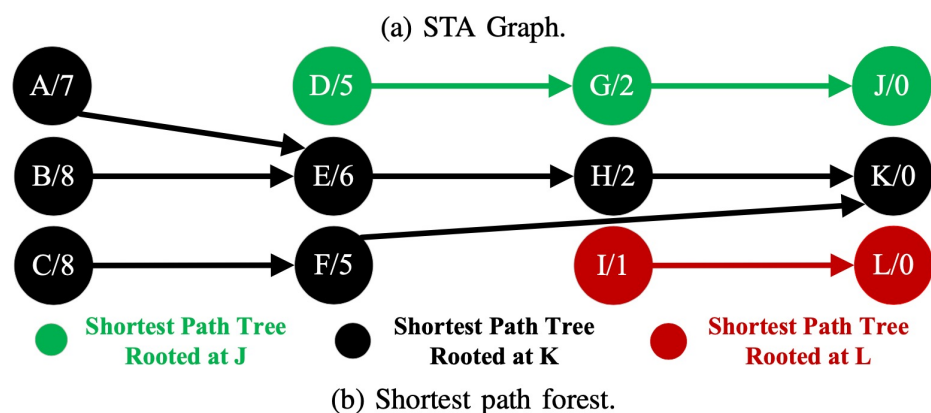 (a) STA Graph.
A/7 D/5 G/2 J/0
B/8 E/6 H/2 K/0
C/8 F/5 I/1 L/0
Shortest Path Tree
Rooted at J
Shortest Path Tree
Rooted at K
Shortest Path Tree
Rooted at L
(b) Shortest path forest.